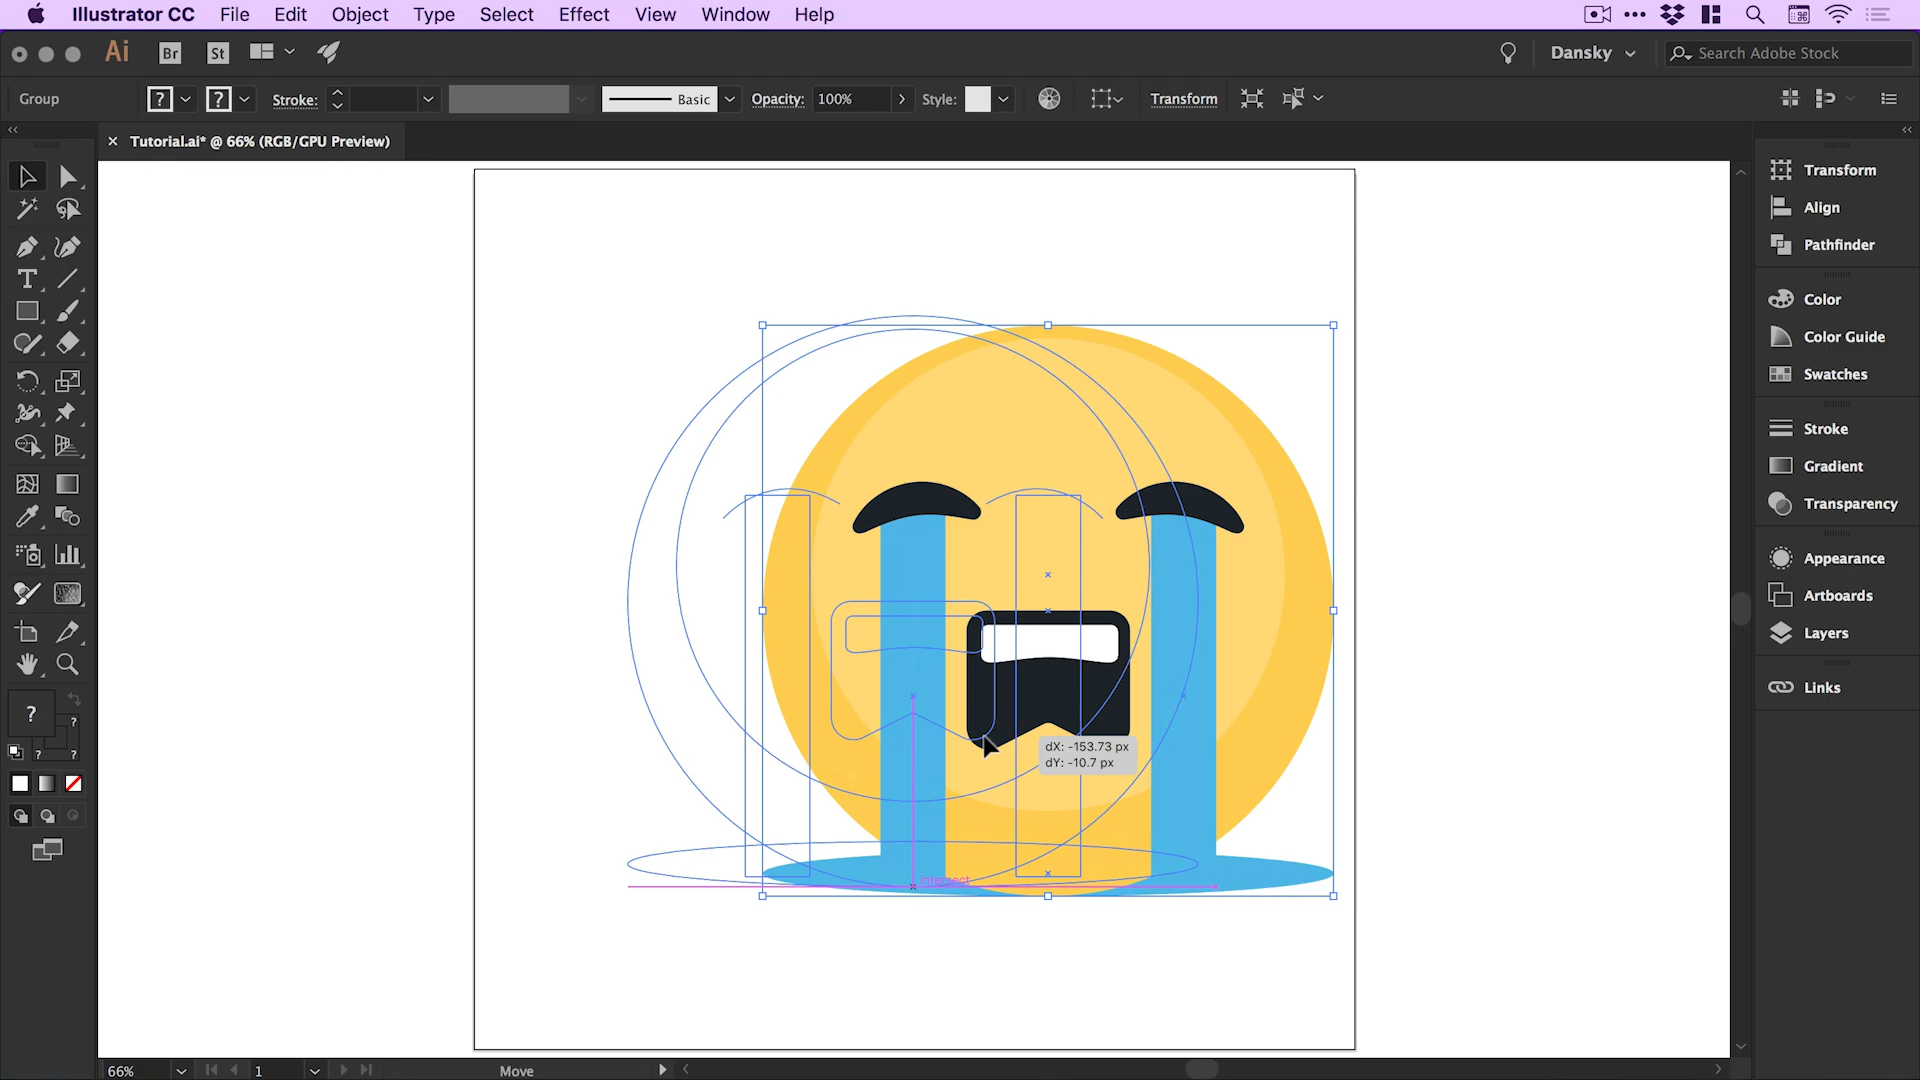 Illustrator CC File Edit Object Type Select Effect View Window Help
Ai Br St Dansky Search Adobe Stock
Group ? ? Stroke: Basic Opacity: 100% Style: Transform
× Tutorial.ai* @ 66% (RGB/GPU Preview)
Transform
Align
Pathfinder
Color
Color Guide
Swatches
Stroke
Gradient
Transparency
Appearance
Artboards
Layers
Links
?
?
? ?
dX: -153.73 px
dY: -10.7 px
intersect
66% 1 Move